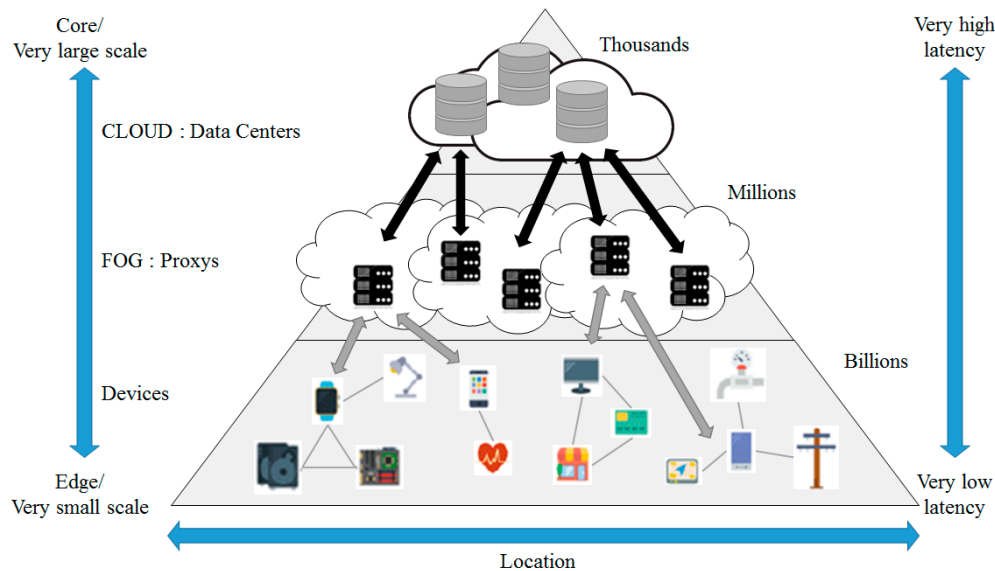 Core/
Very large scale
Thousands
Very high
latency
CLOUD : Data Centers
Millions
FOG : Proxys
Billions
Devices
Edge/
Very small scale
Very low
latency
Location